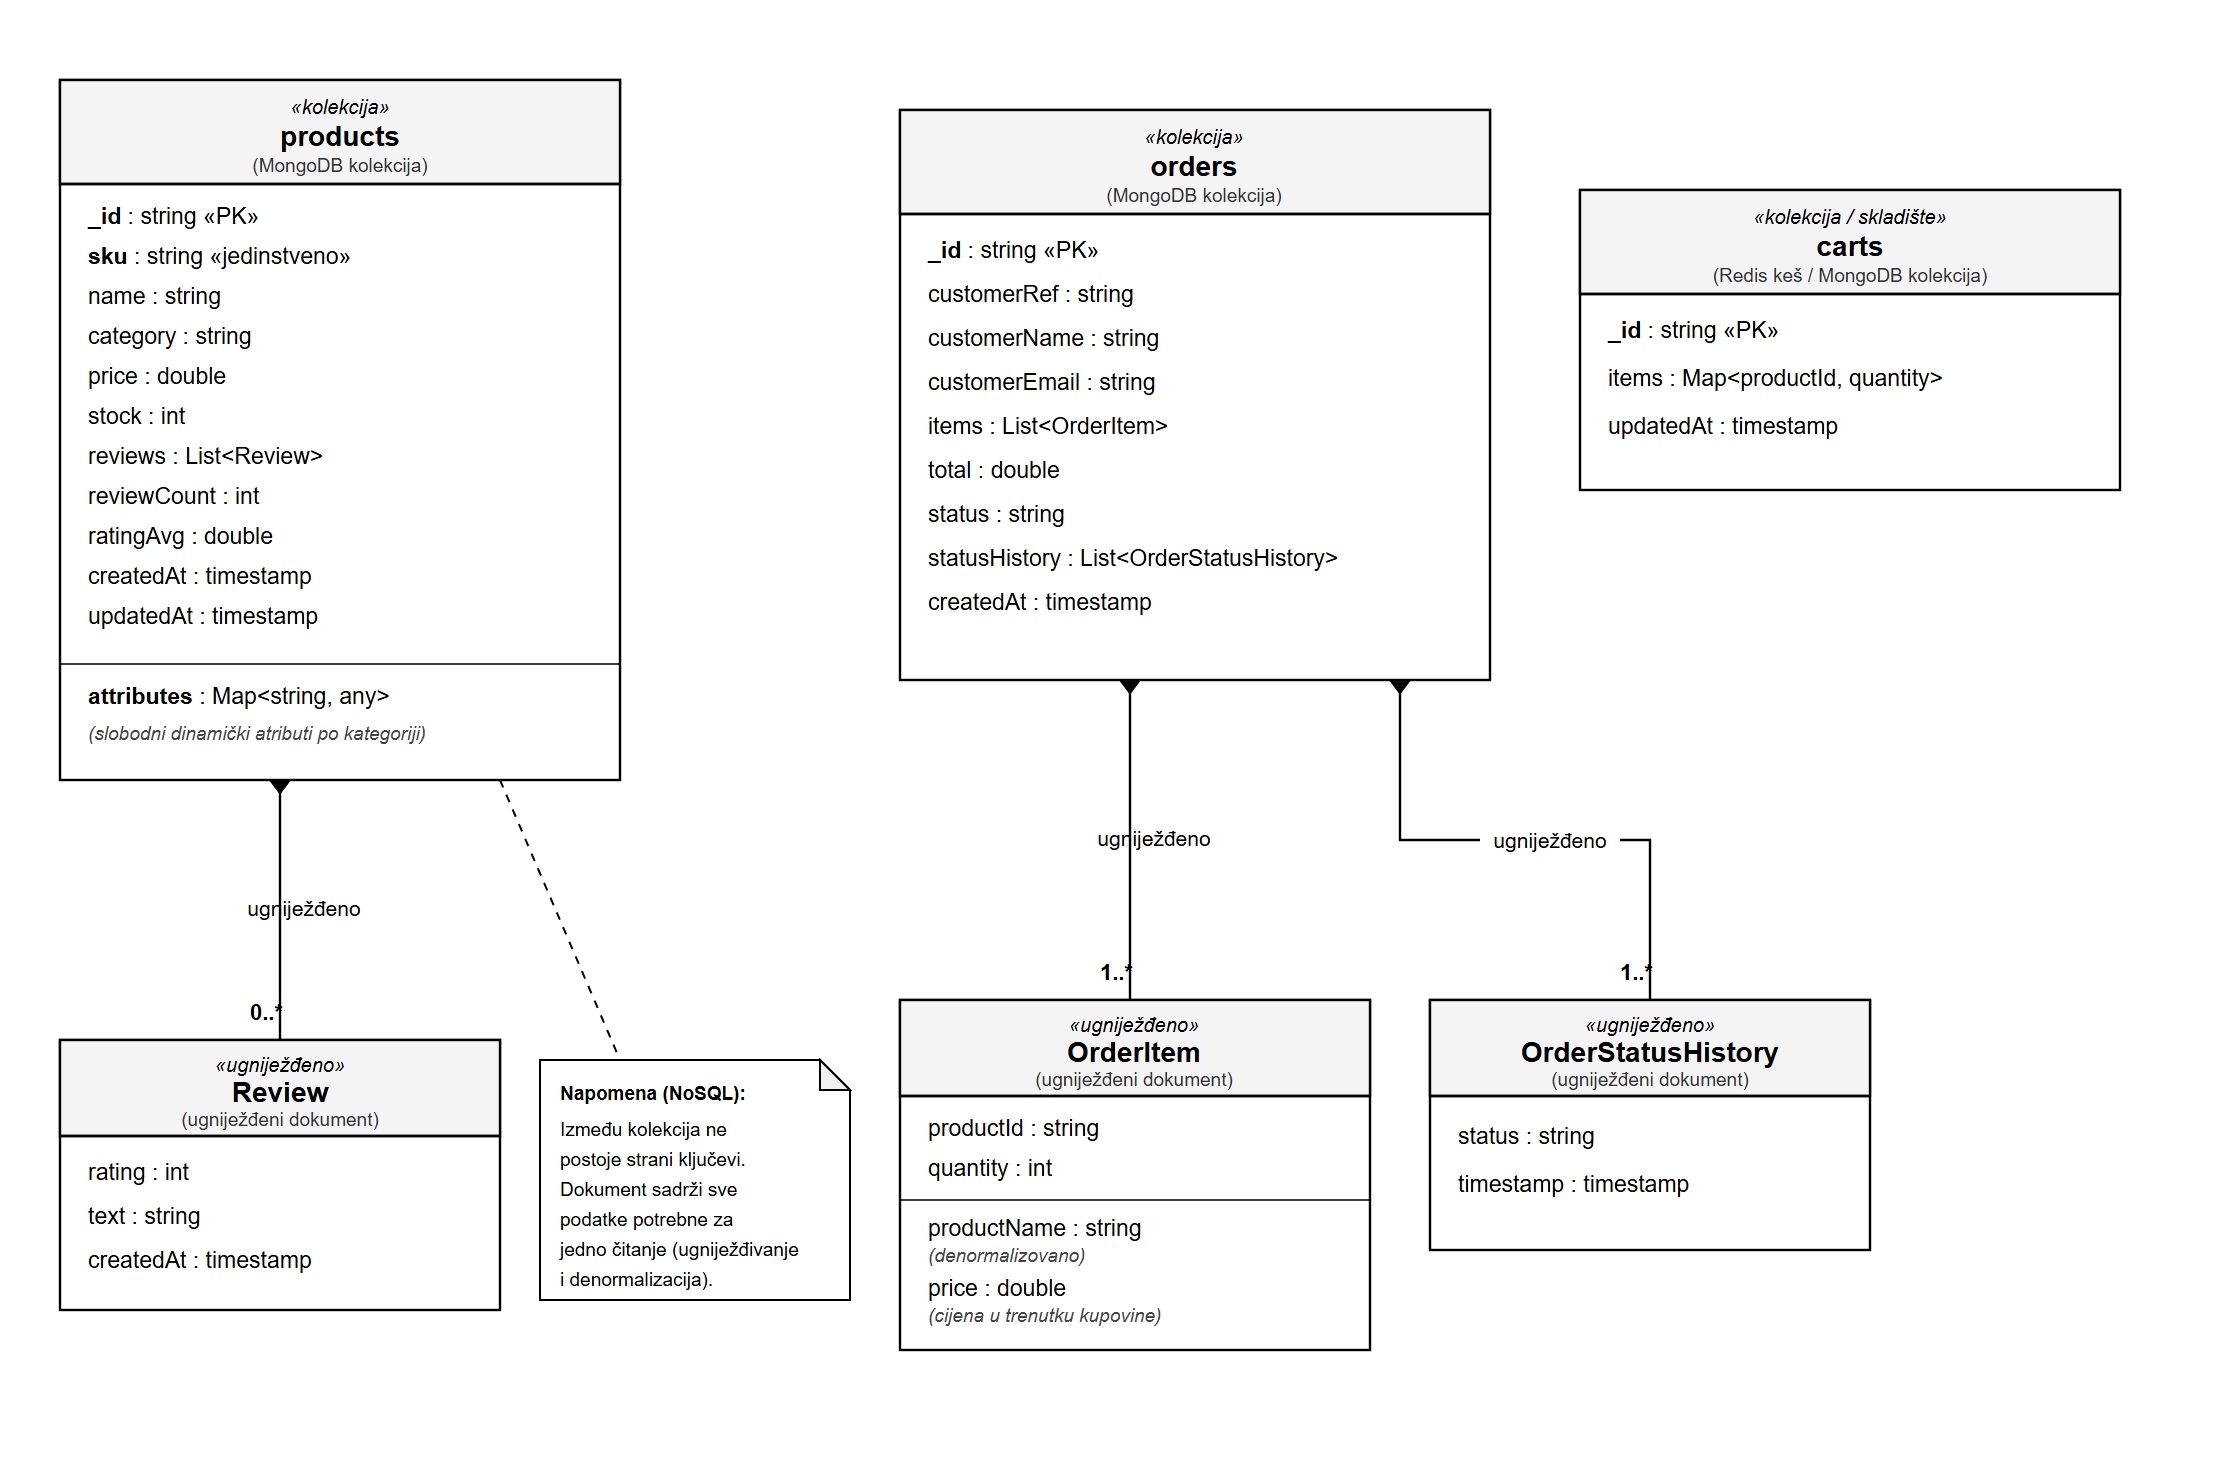 «kolekcija»
products
(MongoDB kolekcija)
_id : string «PK»
sku : string «jedinstveno»
name : string
category : string
price : double
stock : int
reviews : List<Review>
reviewCount : int
ratingAvg : double
createdAt : timestamp
updatedAt : timestamp
attributes : Map<string, any>
(slobodni dinamički atributi po kategoriji)
ugniježđeno
0..*
«ugniježđeno»
Review
(ugniježđeni dokument)
rating : int
text : string
createdAt : timestamp
Napomena (NoSQL):
Između kolekcija ne
postoje strani ključevi.
Dokument sadrži sve
podatke potrebne za
jedno čitanje (ugniježđivanje
i denormalizacija).
«kolekcija»
orders
(MongoDB kolekcija)
_id : string «PK»
customerRef : string
customerName : string
customerEmail : string
items : List<OrderItem>
total : double
status : string
statusHistory : List<OrderStatusHistory>
createdAt : timestamp
ugniježđeno
1..*
«ugniježđeno»
OrderItem
(ugniježđeni dokument)
productId : string
quantity : int
productName : string
(denormalizovano)
price : double
(cijena u trenutku kupovine)
ugniježđeno
1..*
«ugniježđeno»
OrderStatusHistory
(ugniježđeni dokument)
status : string
timestamp : timestamp
«kolekcija / skladište»
carts
(Redis keš / MongoDB kolekcija)
_id : string «PK»
items : Map<productId, quantity>
updatedAt : timestamp